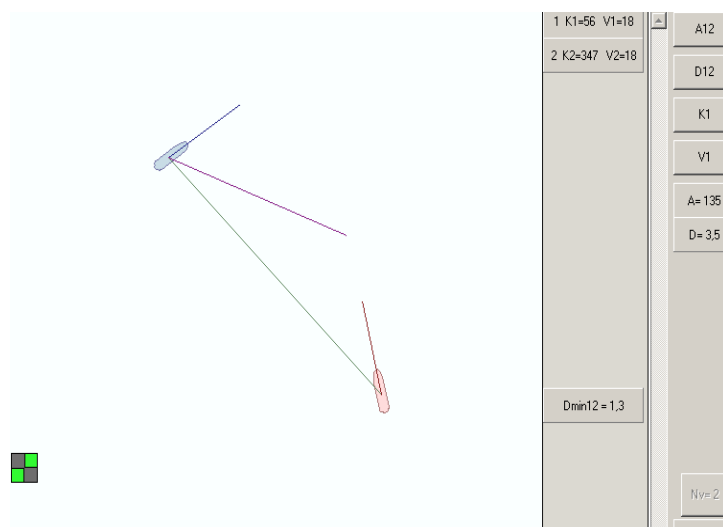 1 K1=56 V1=18
2 K2=347 V2=18
Dmin12 = 1,3
A12
D12
K1
V1
A= 135
D= 3,5
Nv= 2